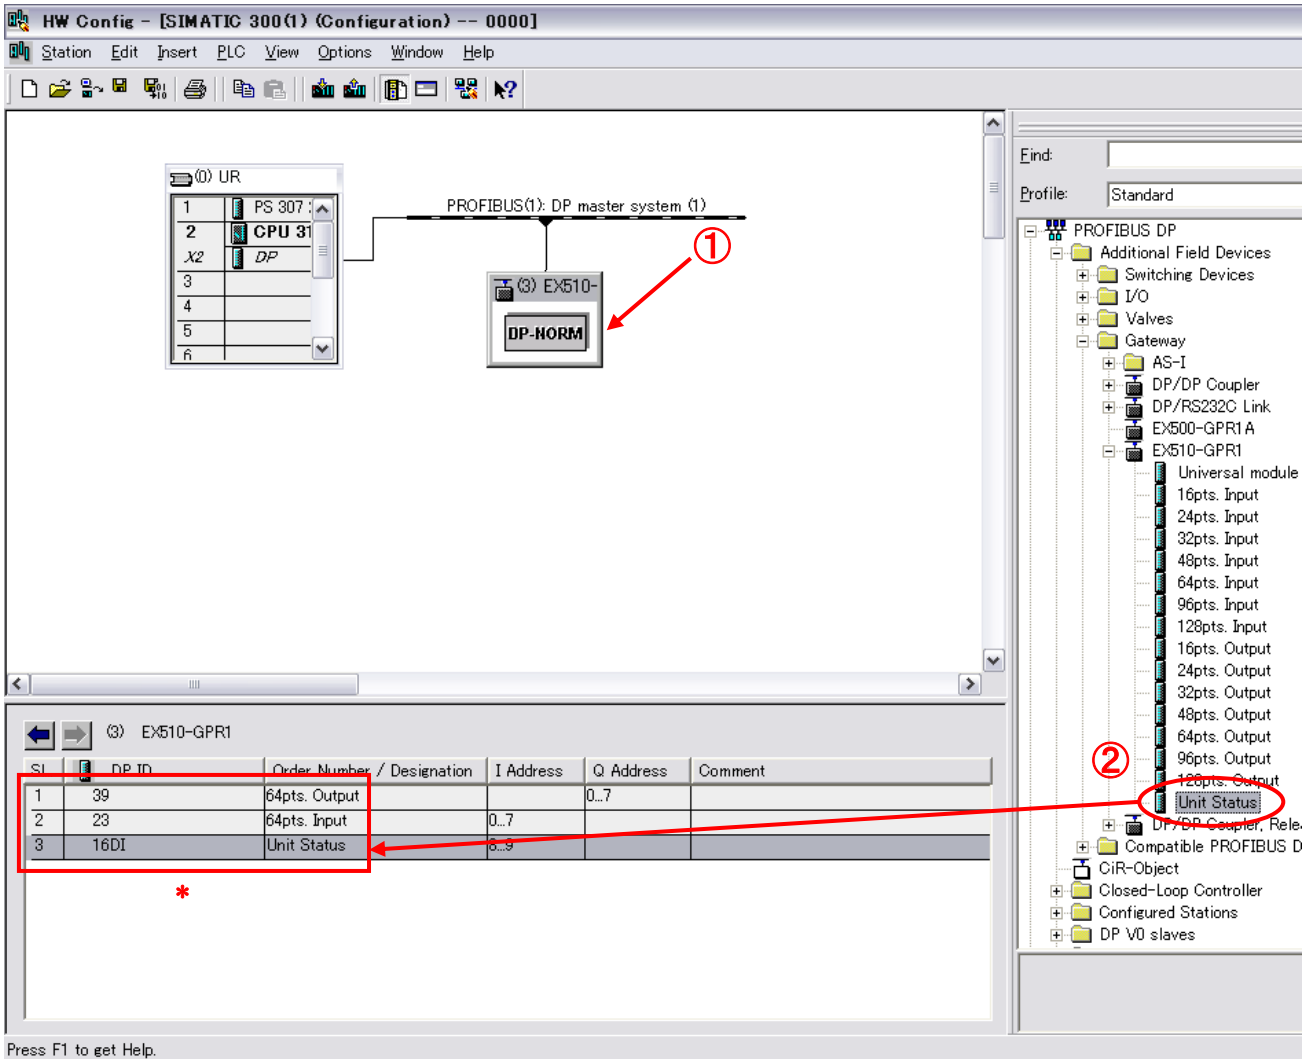 HW Config - [SIMATIC 300(1) (Configuration) -- 0000]
Station Edit Insert PLC View Options Window Help
(0) UR
1 PS 307
2 CPU 31
X2 DP
3
4
5
6
PROFIBUS(1): DP master system (1)
①
(3) EX510-
DP-NORM
Find:
Profile: Standard
PROFIBUS DP
Additional Field Devices
Switching Devices
I/O
Valves
Gateway
AS-I
DP/DP Coupler
DP/RS232C Link
EX500-GPR1A
EX510-GPR1
Universal module
16pts. Input
24pts. Input
32pts. Input
48pts. Input
64pts. Input
96pts. Input
128pts. Input
16pts. Output
24pts. Output
32pts. Output
48pts. Output
64pts. Output
96pts. Output
128pts. Output
②
Unit Status
DP/DP Coupler, Rele
Compatible PROFIBUS D
CiR-Object
Closed-Loop Controller
Configured Stations
DP V0 slaves
(3) EX510-GPR1
Sl DP ID Order Number / Designation I Address Q Address Comment
1 39 64pts. Output 0...7
2 23 64pts. Input 0...7
3 16DI Unit Status 8...9
*
Press F1 to get Help.